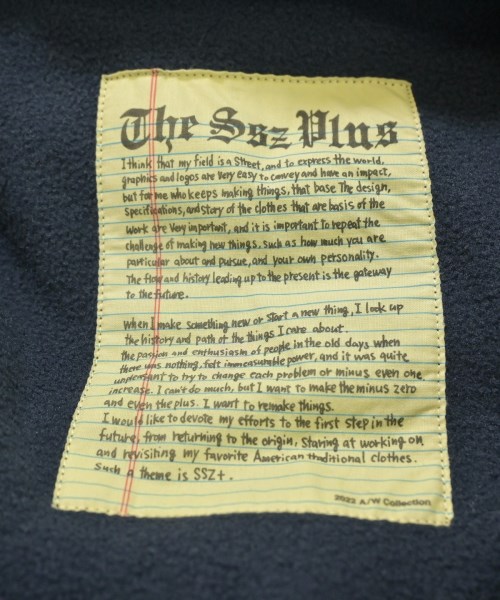 The Ssz Plus
I think that my field is a Street, and to express the world,
graphics and logos are very easy to convey and have an impact,
but for me who keeps making things, that base The design,
specifications, and story of the clothes that are basis of the
work are very important, and it is important to repeat the
challenge of making new things, such as how much you are
particular about and pursue, and your own personality.
The flow and history leading up to the present is the gateway
to the future.
When I make something new or start a new thing, I look up
the history and path of the things I care about.
the passion and enthusiasm of people in the old days when
there was nothing, felt immeasurable power, and it was quite
important to try to change each problem or minus even one
increase. I can't do much, but I want to make the minus zero
and even the plus. I want to remake things.
I would like to devote my efforts to the first step in the
future, from returning to the origin, Staring at working on
and revisiting my favorite American traditional clothes.
Such a theme is SSZ+.
2022 A/W Collection